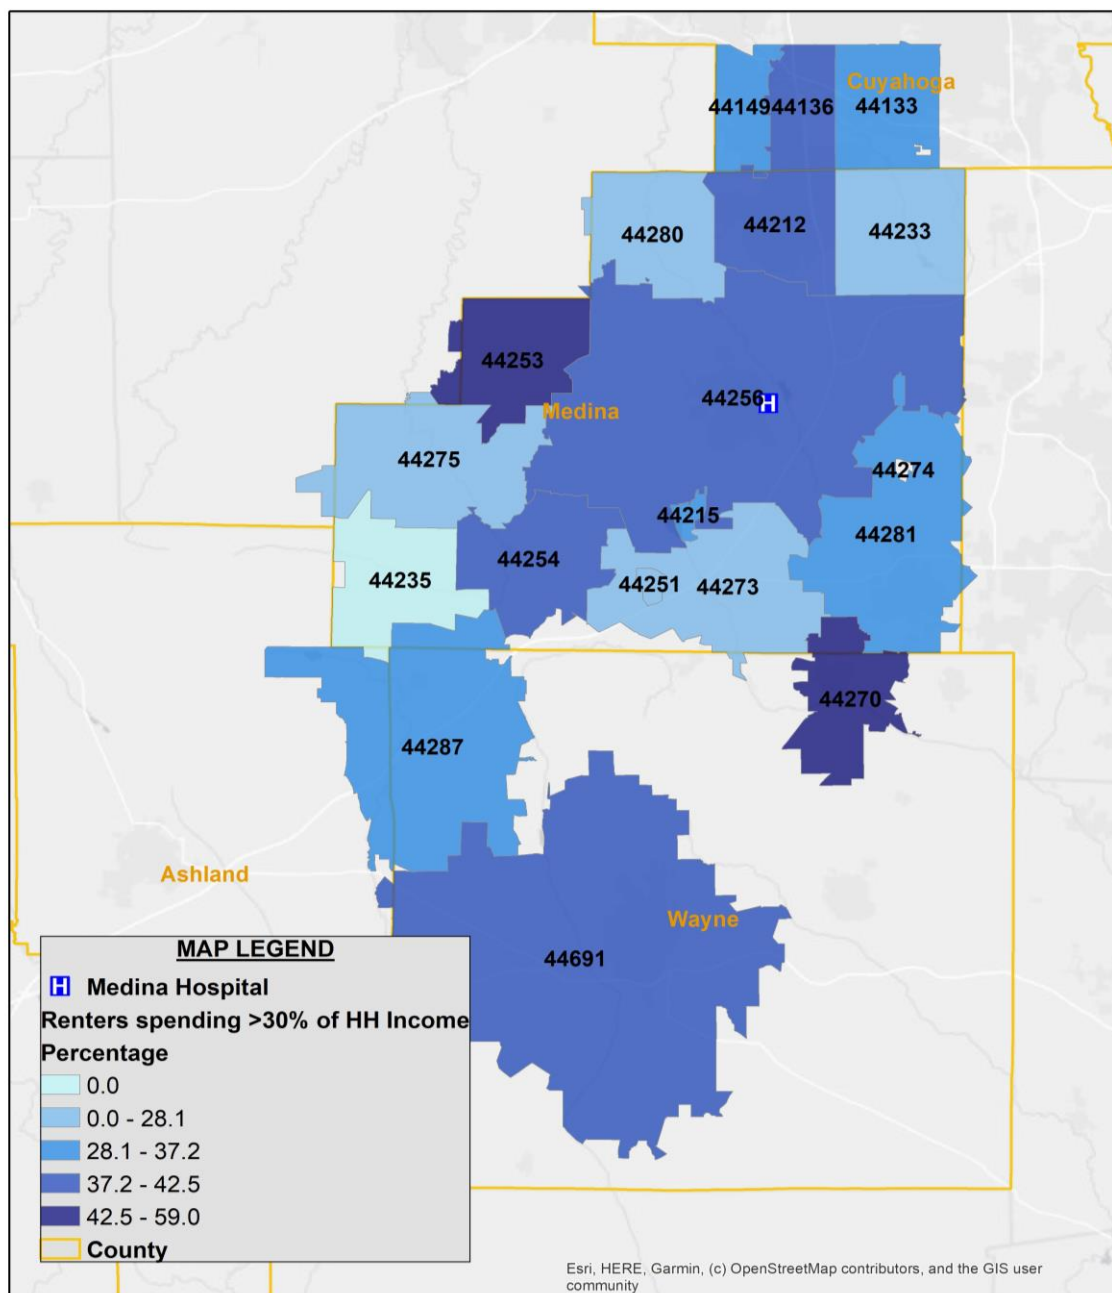 Cuyahoga
44149
44136
44133
44280
44212
44233
44253
44256
H
Medina
44275
44274
44215
44281
44254
44235
44251
44273
44270
44287
Ashland
Wayne
44691
MAP LEGEND
H Medina Hospital
Renters spending >30% of HH Income
Percentage
0.0
0.0 - 28.1
28.1 - 37.2
37.2 - 42.5
42.5 - 59.0
County
Esri, HERE, Garmin, (c) OpenStreetMap contributors, and the GIS user
community